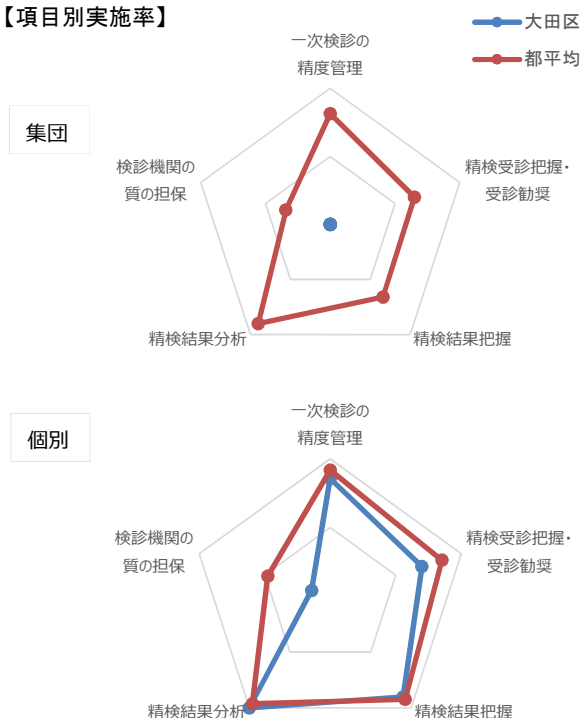 【項目別実施率】
大田区
都平均
集団
一次検診の
精度管理
精検受診把握・
受診勧奨
精検結果把握
精検結果分析
検診機関の
質の担保
個別
一次検診の
精度管理
精検受診把握・
受診勧奨
精検結果把握
精検結果分析
検診機関の
質の担保